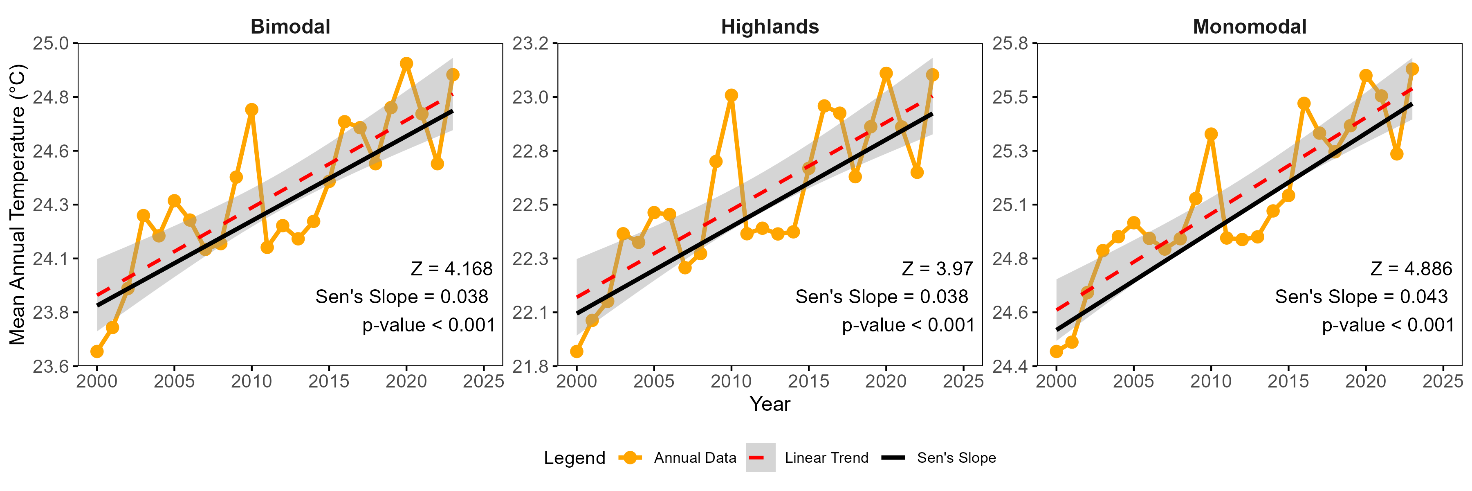 Bimodal
Highlands
Monomodal
Mean Annual Temperature (°C)
25.0
24.8
24.6
24.3
24.1
23.8
23.6
Z = 4.168
Sen's Slope = 0.038
p-value < 0.001
2000 2005 2010 2015 2020 2025
23.2
23.0
22.8
22.5
22.3
22.1
21.8
Z = 3.97
Sen's Slope = 0.038
p-value < 0.001
2000 2005 2010 2015 2020 2025
25.8
25.5
25.3
25.1
24.8
24.6
24.4
Z = 4.886
Sen's Slope = 0.043
p-value < 0.001
2000 2005 2010 2015 2020 2025
Year
Legend Annual Data Linear Trend Sen's Slope